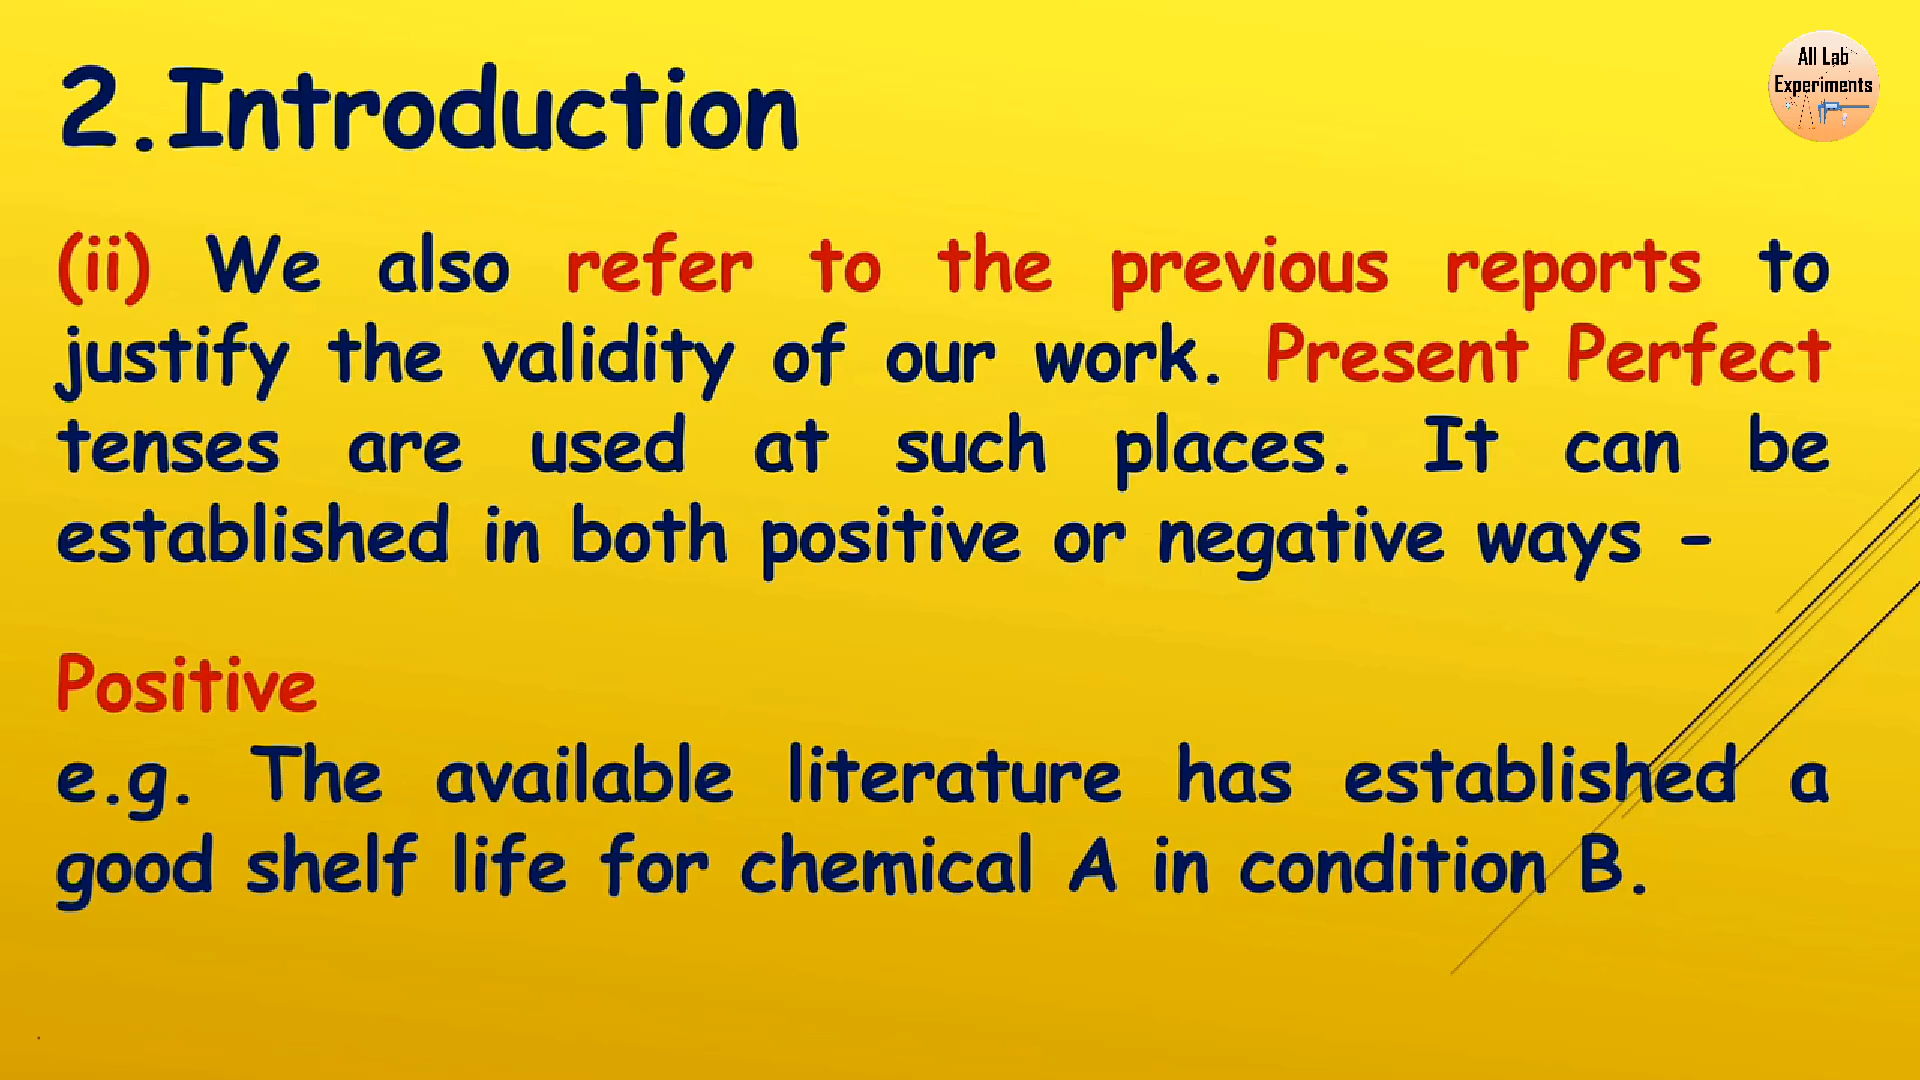 2.Introduction
All Lab
Experiments
(ii) We also refer to the previous reports to
justify the validity of our work. Present Perfect
tenses are used at such places. It can be
established in both positive or negative ways -
Positive
e.g. The available literature has established a
good shelf life for chemical A in condition B.